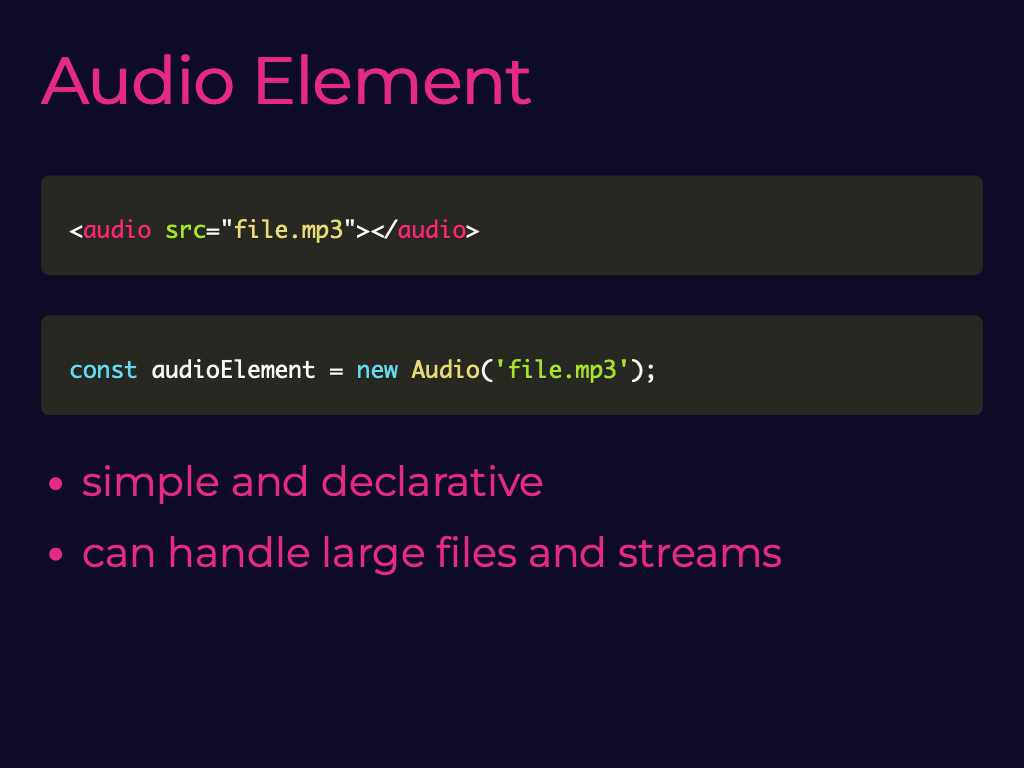 Audio Element
<audio src="file.mp3"></audio>
const audioElement = new Audio('file.mp3');
• simple and declarative
• can handle large files and streams